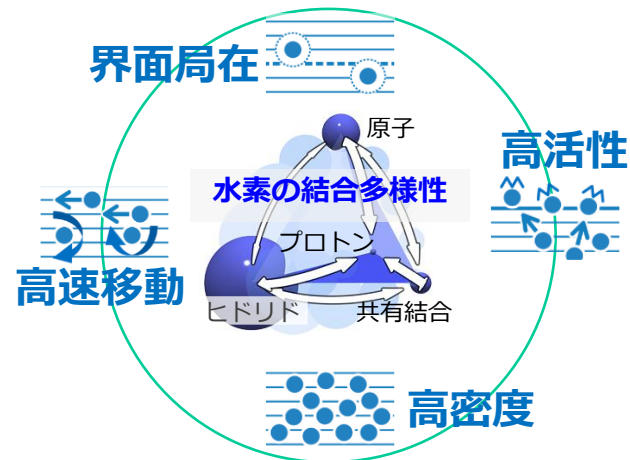 界面局在
原子
高活性
水素の結合多様性
プロトン
高速移動
ヒドリド
共有結合
高密度